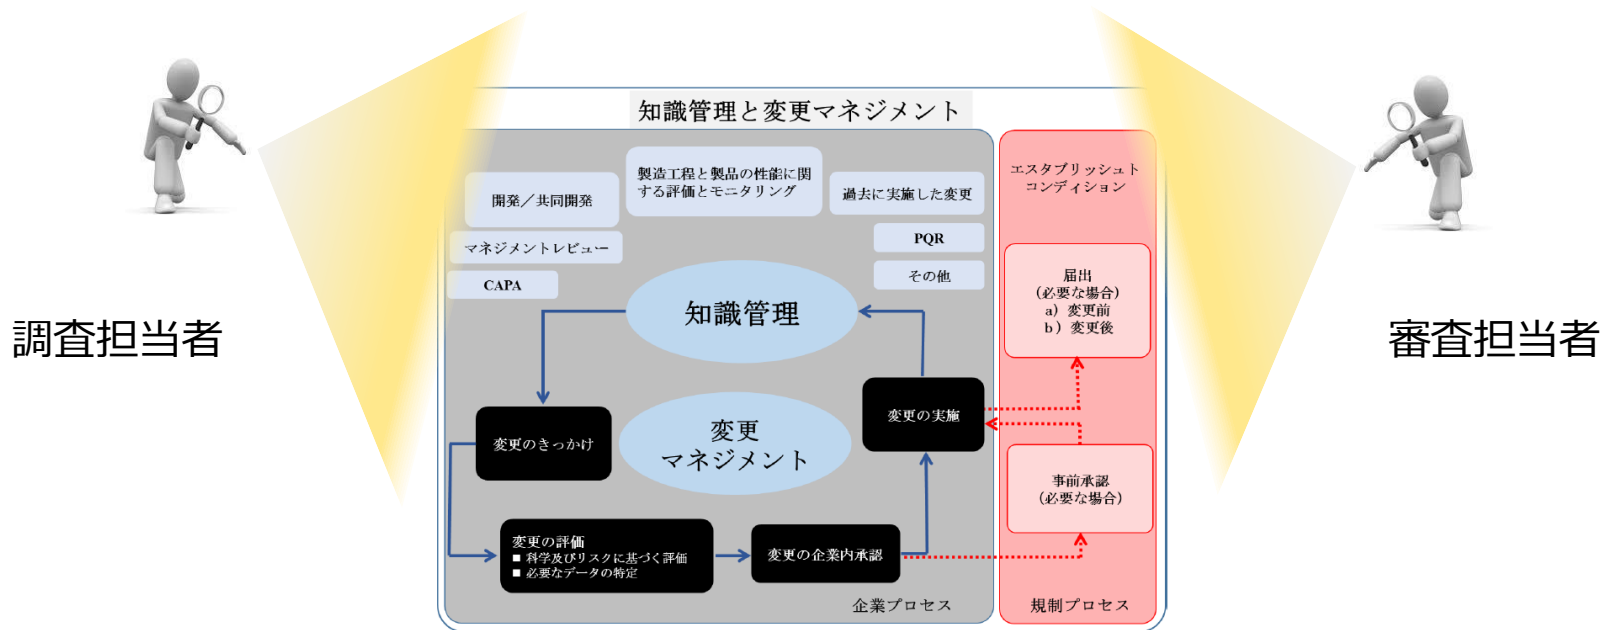 知識管理と変更マネジメント
調査担当者
開発／共同開発
製造工程と製品の性能に関
する評価とモニタリング
過去に実施した変更
マネジメントレビュー
PQR
CAPA
その他
知識管理
変更のきっかけ
変更
マネジメント
変更の実施
変更の評価
■ 科学及びリスクに基づく評価
■ 必要なデータの特定
変更の企業内承認
企業プロセス
エスタブリッシュト
コンディション
届出
（必要な場合）
a）変更前
b）変更後
事前承認
（必要な場合）
規制プロセス
審査担当者